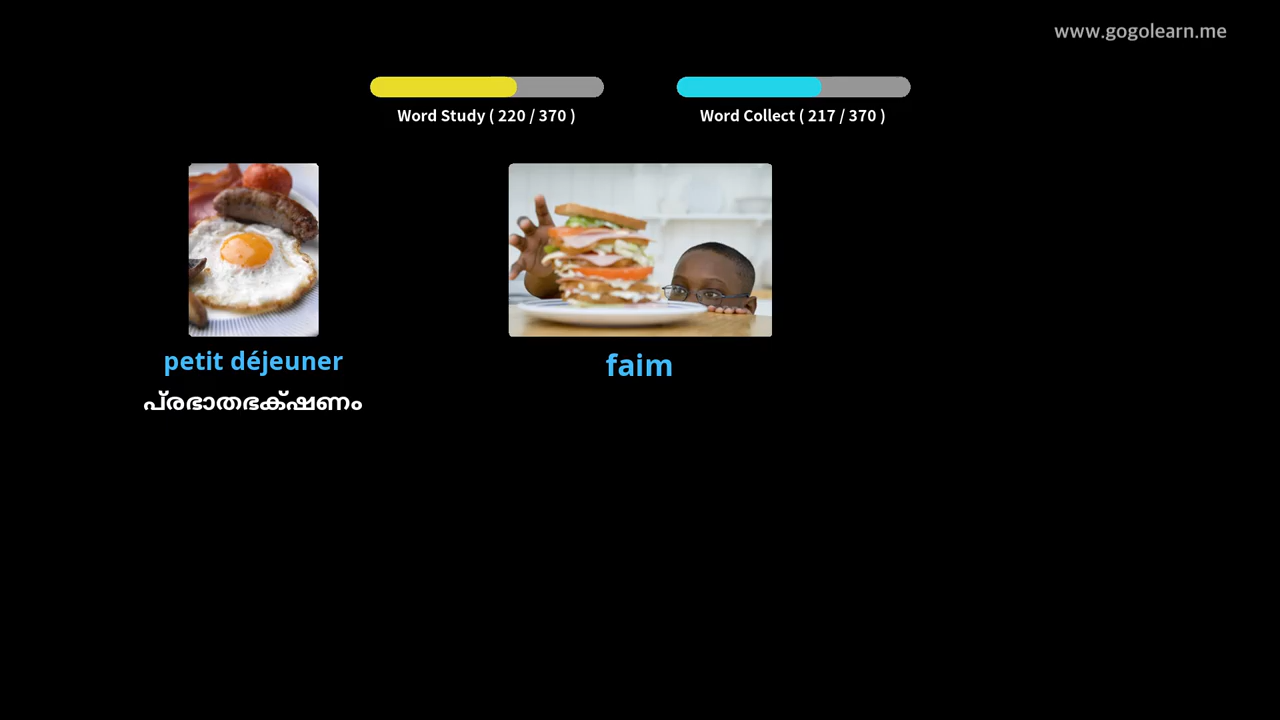 www.gogolearn.me
Word Study ( 220 / 370 )
Word Collect ( 217 / 370 )
petit déjeuner
faim
പ്രഭാതഭക്ഷണം